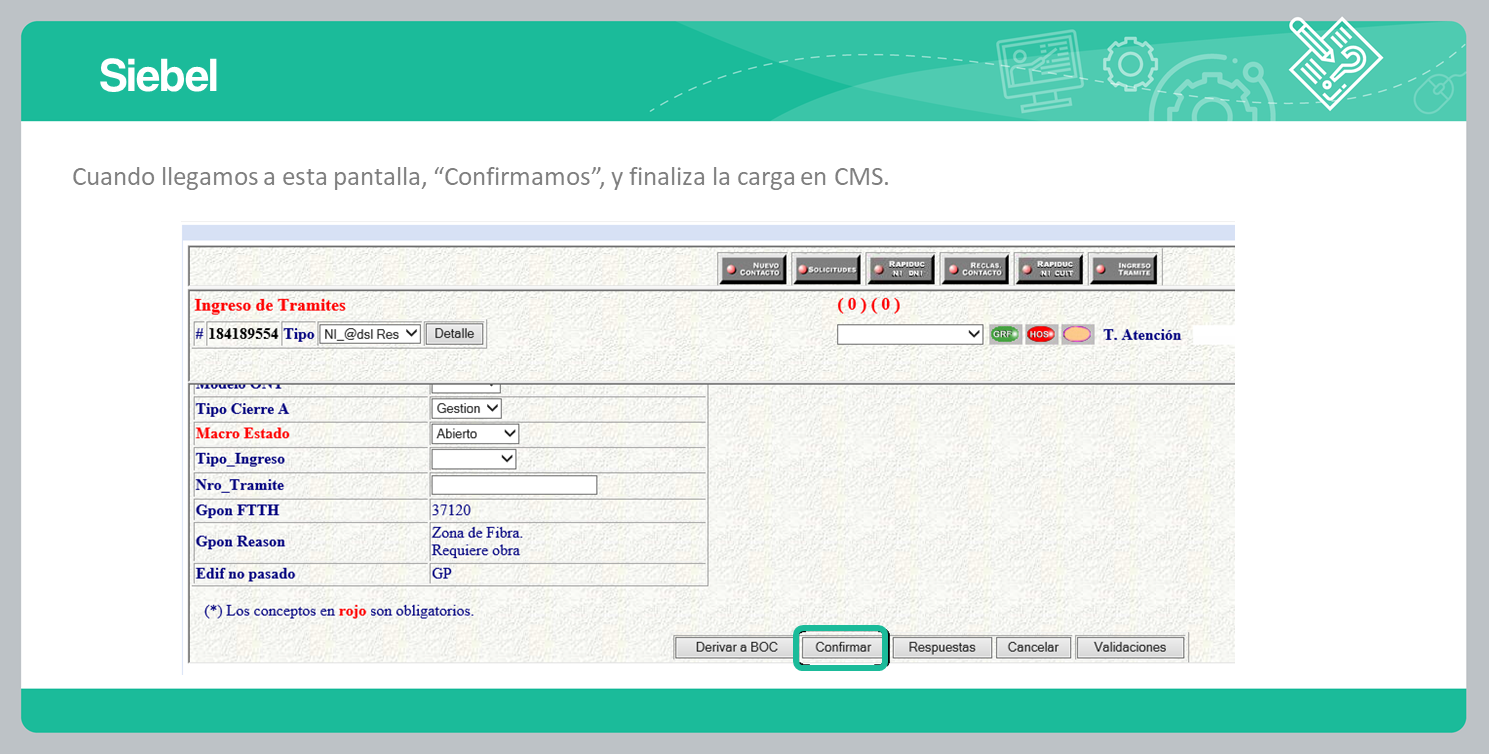 Siebel
Cuando llegamos a esta pantalla, “Confirmamos”, y finaliza la carga en CMS.
NUEVO CONTACTO
SOLICITUDES
RAPIDUC N! DNI
RECLAS. CONTACTO
RAPIDUC N! CUIT
INGRESO TRAMITE
Ingreso de Tramites
( 0 ) ( 0 )
# 184189554 Tipo NI_@dsl Res Detalle
GRF HOS T. Atención
Modelo ONT
Tipo Cierre A Gestion
Macro Estado Abierto
Tipo_Ingreso
Nro_Tramite
Gpon FTTH 37120
Gpon Reason Zona de Fibra.
Requiere obra
Edif no pasado GP
(*) Los conceptos en rojo son obligatorios.
Derivar a BOC Confirmar Respuestas Cancelar Validaciones